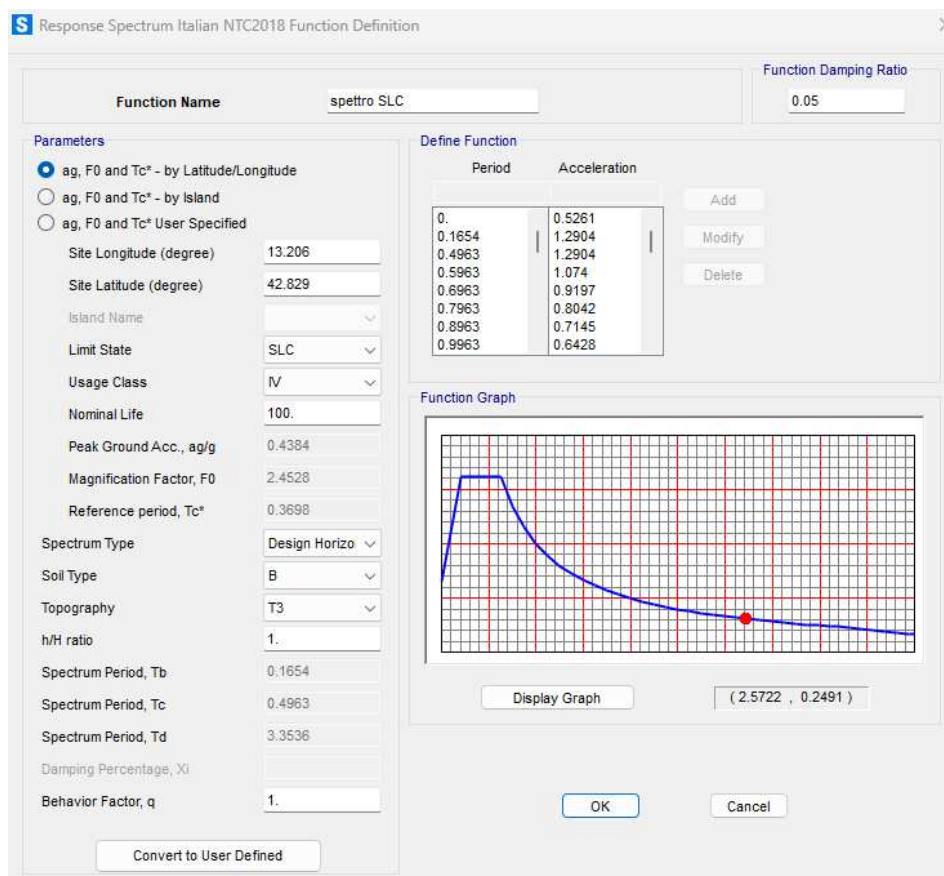 S Response Spectrum Italian NTC2018 Function Definition
Function Name spettro SLC
Function Damping Ratio
0.05
Parameters
ag, F0 and Tc* - by Latitude/Longitude
ag, F0 and Tc* - by Island
ag, F0 and Tc* User Specified
Site Longitude (degree) 13.206
Site Latitude (degree) 42.829
Island Name
Limit State SLC
Usage Class IV
Nominal Life 100.
Peak Ground Acc., ag/g 0.4384
Magnification Factor, F0 2.4528
Reference period, Tc* 0.3698
Spectrum Type Design Horizo
Soil Type B
Topography T3
h/H ratio 1.
Spectrum Period, Tb 0.1654
Spectrum Period, Tc 0.4963
Spectrum Period, Td 3.3536
Damping Percentage, Xi
Behavior Factor, q 1.
Convert to User Defined
Define Function
Period Acceleration
0. 0.5261
0.1654 1.2904
0.4963 1.2904
0.5963 1.074
0.6963 0.9197
0.7963 0.8042
0.8963 0.7145
0.9963 0.6428
Add
Modify
Delete
Function Graph
Display Graph
( 2.5722 , 0.2491 )
OK
Cancel